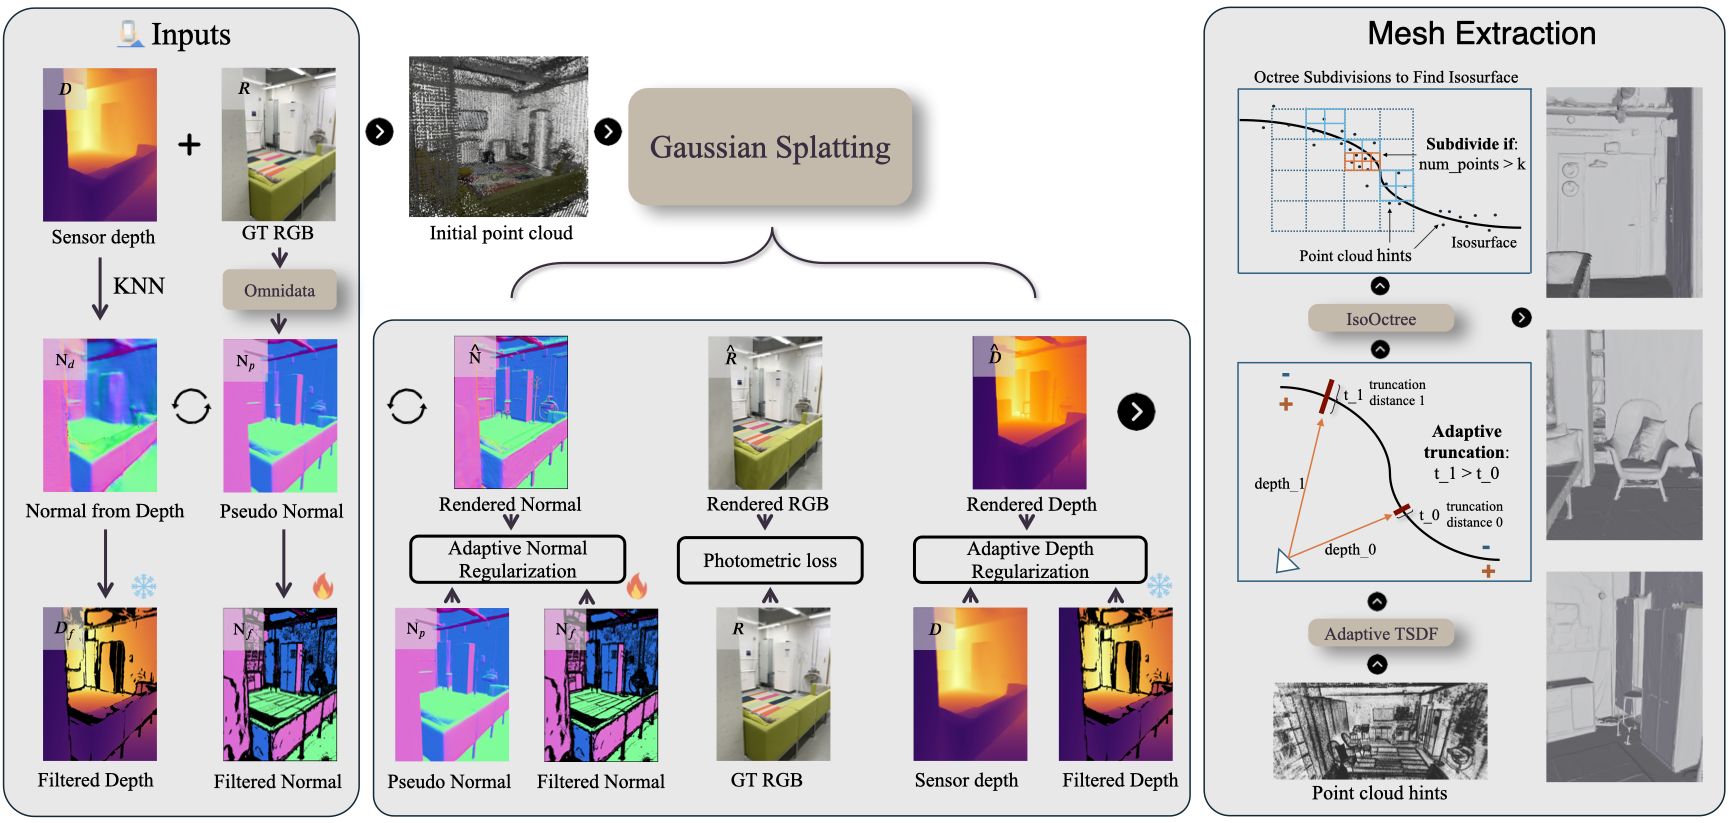 Inputs
D
R
Sensor depth
GT RGB
KNN
Omnidata
N_d
N_p
Normal from Depth
Pseudo Normal
D_f
N_f
Filtered Depth
Filtered Normal
Initial point cloud
Gaussian Splatting
N̂
R̂
D̂
Rendered Normal
Rendered RGB
Rendered Depth
Adaptive Normal
Regularization
Photometric loss
Adaptive Depth
Regularization
N_p
N_f
R
D
Pseudo Normal
Filtered Normal
GT RGB
Sensor depth
Filtered Depth
Mesh Extraction
Octree Subdivisions to Find Isosurface
Subdivide if:
num_points > k
Isosurface
Point cloud hints
IsoOctree
-
+
t_1
truncation
distance 1
Adaptive
truncation:
t_1 > t_0
depth_1
t_0
truncation
distance 0
depth_0
-
+
Adaptive TSDF
Point cloud hints